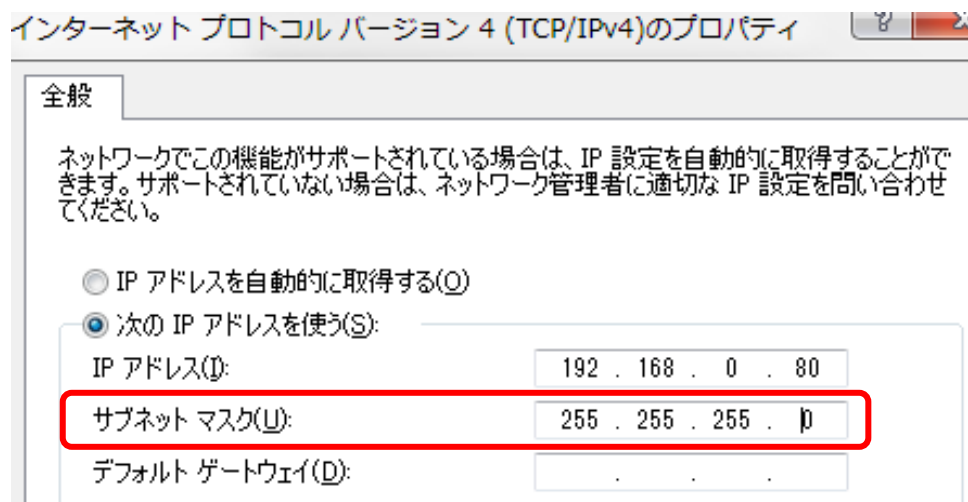 インターネット プロトコル バージョン 4 (TCP/IPv4)のプロパティ
?
全般
ネットワークでこの機能がサポートされている場合は、IP 設定を自動的に取得することがで
きます。サポートされていない場合は、ネットワーク管理者に適切な IP 設定を問い合わせ
てください。
IP アドレスを自動的に取得する(O)
次の IP アドレスを使う(S):
IP アドレス(I): 192 . 168 . 0 . 80
サブネット マスク(U): 255 . 255 . 255 . 0
デフォルト ゲートウェイ(D): . . .